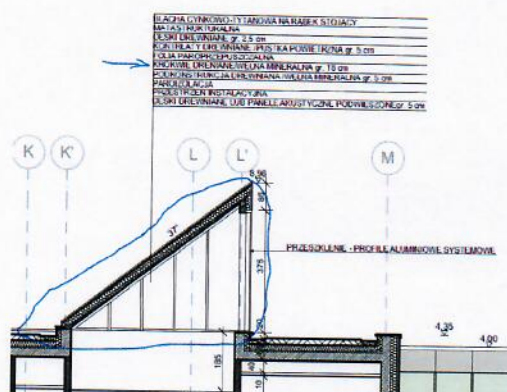 BLACHA CYNKOWO-TYTANOWA NA RĄBEK STOJĄCY
MATA STRUKTURALNA
DESKI DREWNIANE gr. 2.5 cm
KONTRŁATY DREWNIANE /PUSTKA POWIETRZNA gr. 5 cm
FOLIA PAROPRZEPUSZCZALNA
KROKWIE DRENIANE/WEŁNA MINERALNA gr. 18 cm
PODKONSTRUKCJA DREWNIANA /WEŁNA MINERALNA gr. 5 cm
PAROIZOLACJA
PRZESTRZEŃ INSTALACYJNA
DESKI DREWNIANE LUB PANELE AKUSTYCZNE PODWIESZONE gr. 5 cm
K K' L L' M
37°
375
PRZESZKLENIE - PROFILE ALUMINIOWE SYSTEMOWE
4,35
4,00
185
40
10